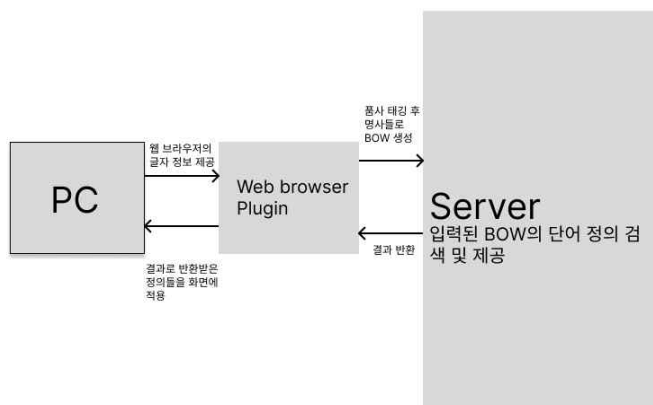 품사 태깅 후
명사들로
BOW 생성
웹 브라우저의
글자 정보 제공
PC
Web browser
Plugin
Server
입력된 BOW의 단어 정의 검
색 및 제공
결과 반환
결과로 반환받은
정의들을 화면에
적용